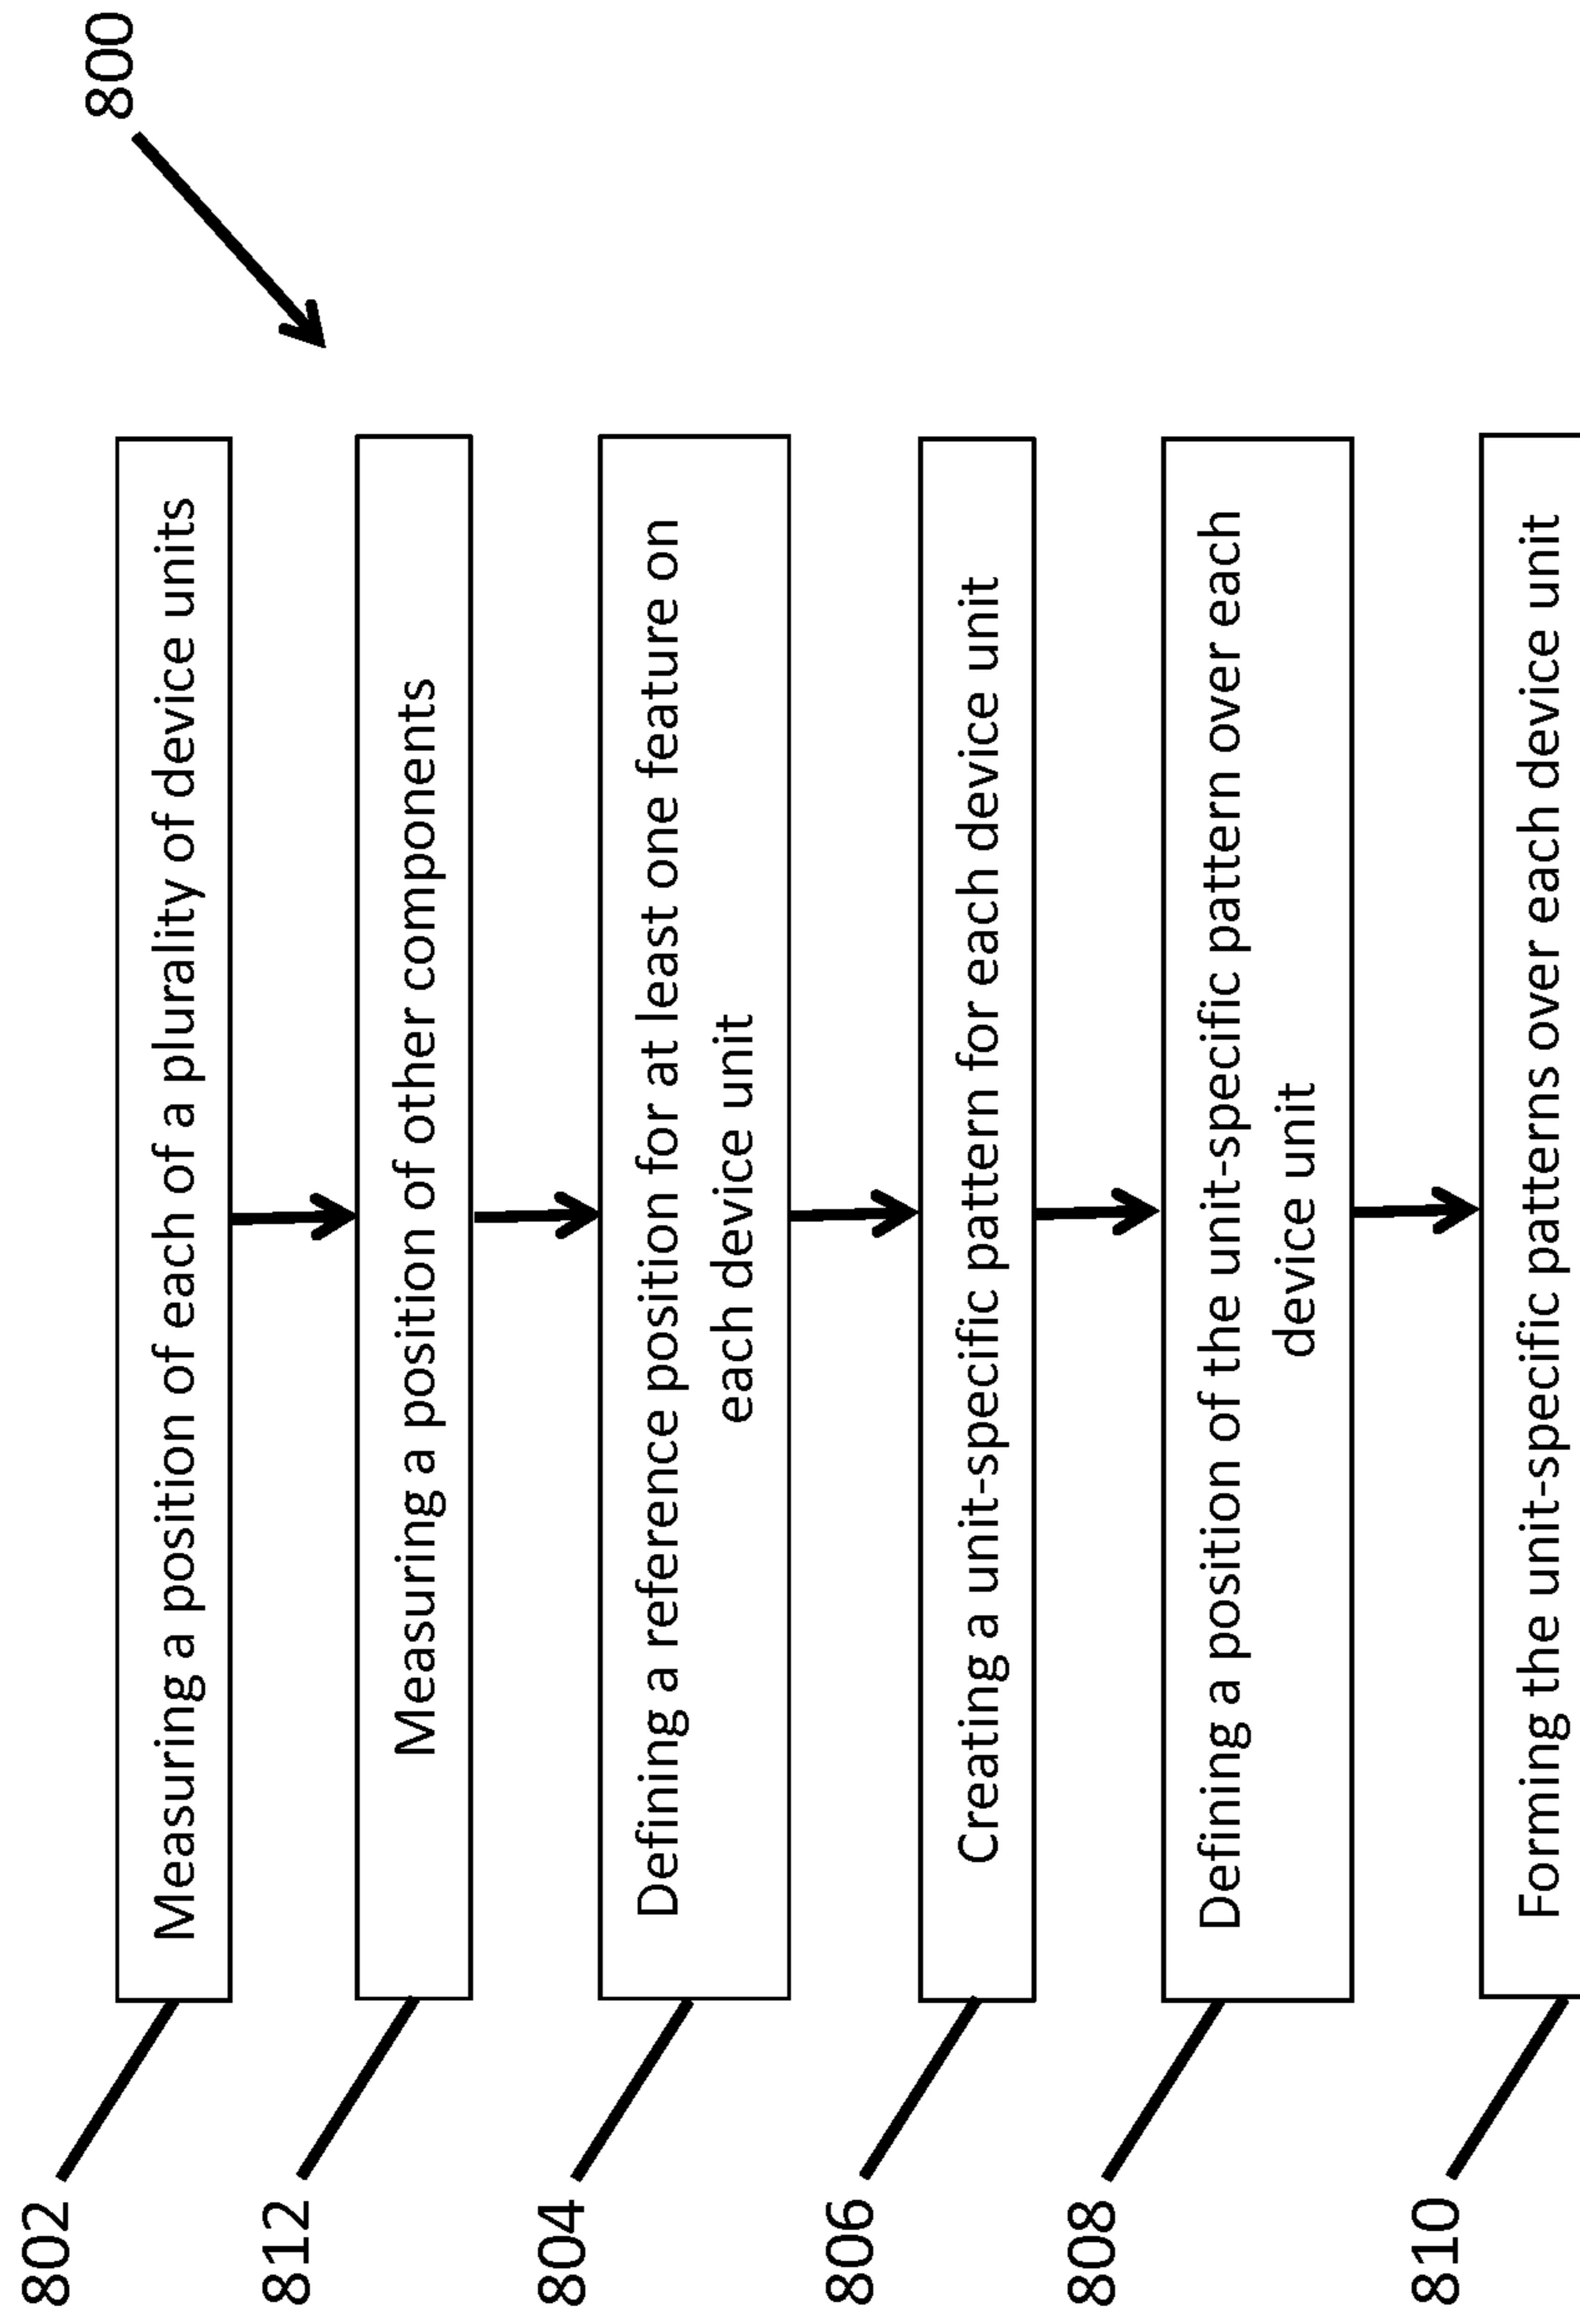 800
802
Measuring a position of each of a plurality of device units
812
Measuring a position of other components
804
Defining a reference position for at least one feature on
each device unit
806
Creating a unit-specific pattern for each device unit
808
Defining a position of the unit-specific pattern over each
device unit
810
Forming the unit-specific patterns over each device unit